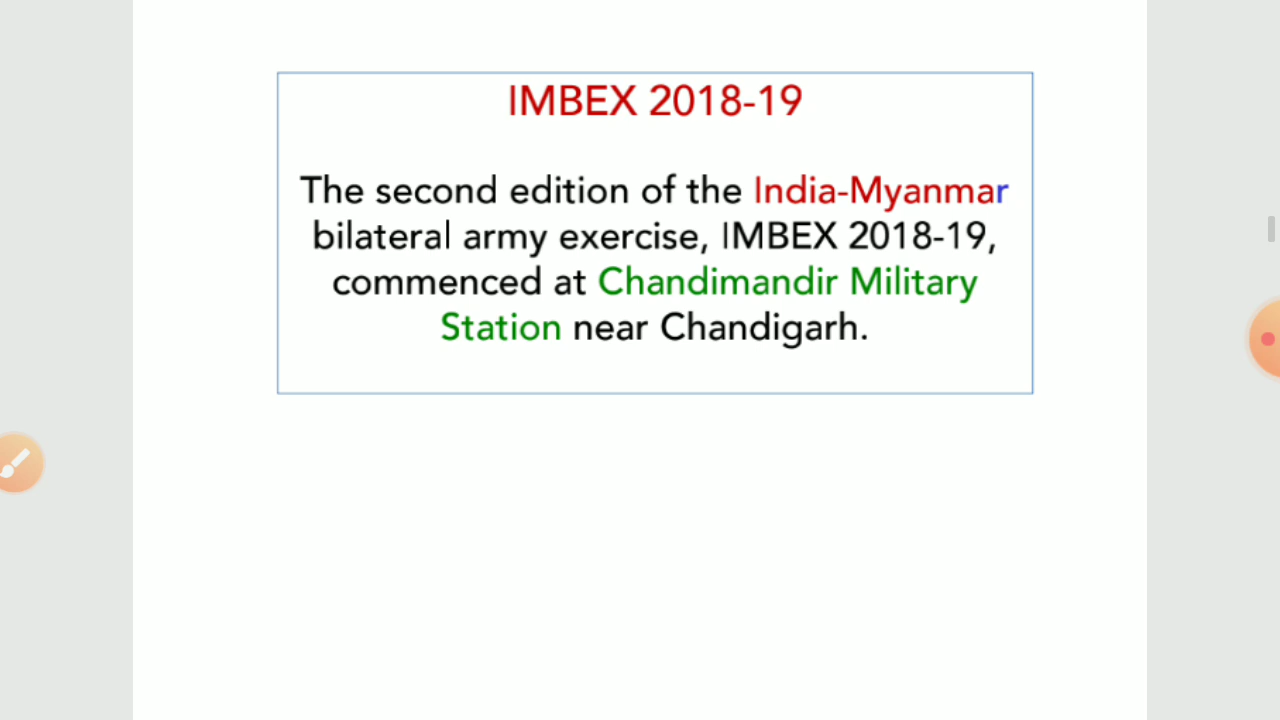 IMBEX 2018-19
The second edition of the India-Myanmar
bilateral army exercise, IMBEX 2018-19,
commenced at Chandimandir Military
Station near Chandigarh.